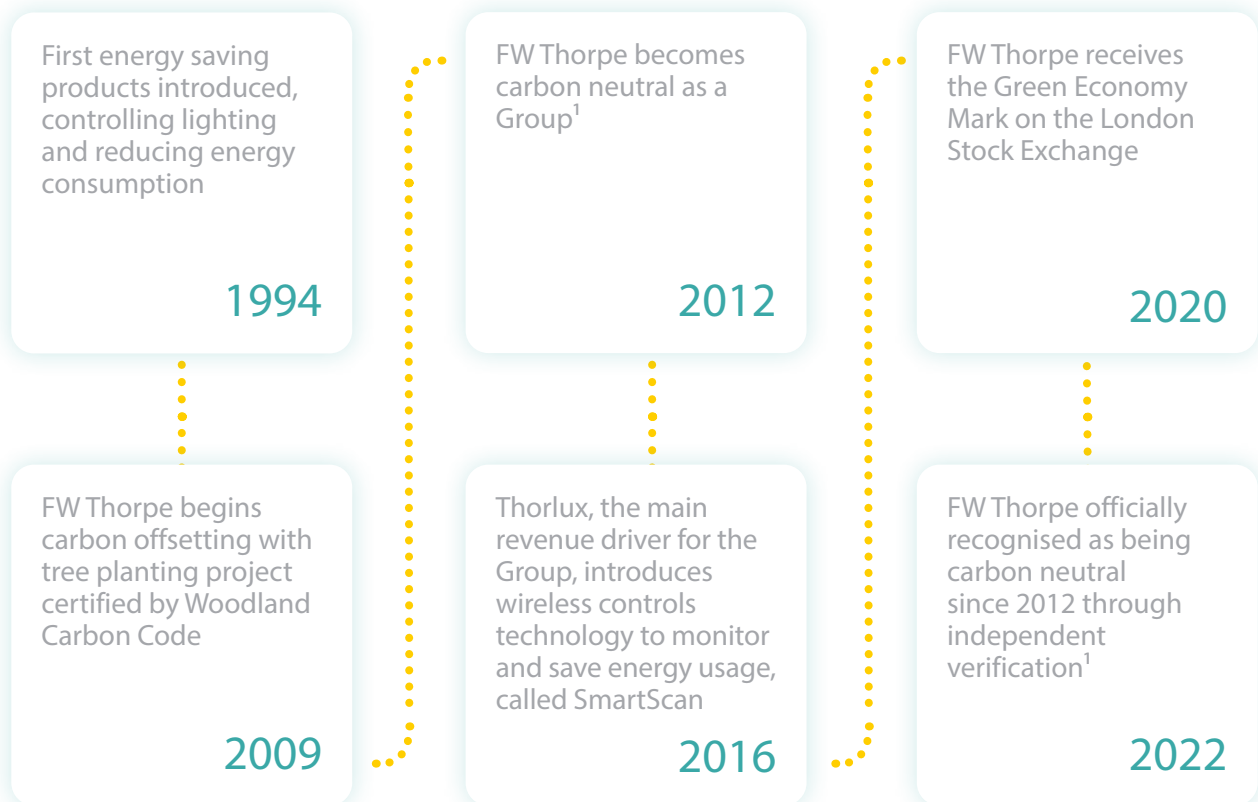 First energy saving
products introduced,
controlling lighting
and reducing energy
consumption
1994
FW Thorpe begins
carbon offsetting with
tree planting project
certified by Woodland
Carbon Code
2009
FW Thorpe becomes
carbon neutral as a
Group¹
2012
Thorlux, the main
revenue driver for the
Group, introduces
wireless controls
technology to monitor
and save energy usage,
called SmartScan
2016
FW Thorpe receives
the Green Economy
Mark on the London
Stock Exchange
2020
FW Thorpe officially
recognised as being
carbon neutral
since 2012 through
independent
verification¹
2022